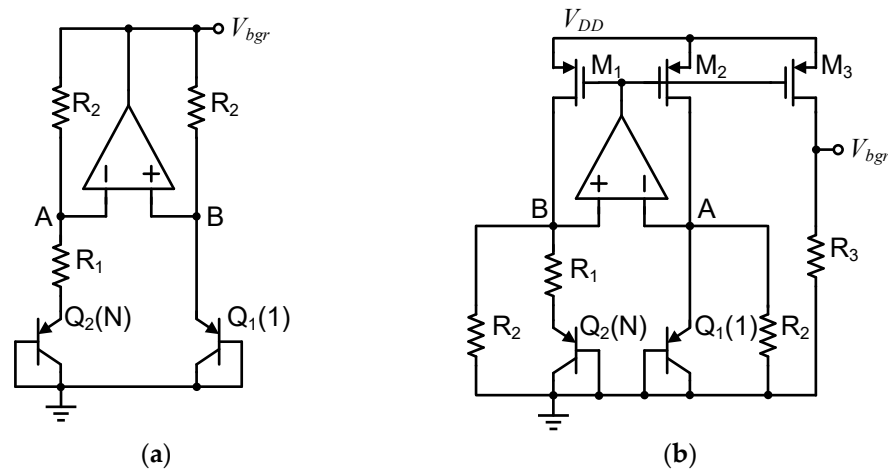 V_bgr
R₂
R₂
− +
A
B
R₁
Q₂(N)
Q₁(1)
(a)
V_DD
M₁
M₂
M₃
V_bgr
+ −
B
A
R₁
R₃
R₂
Q₂(N)
Q₁(1)
R₂
(b)